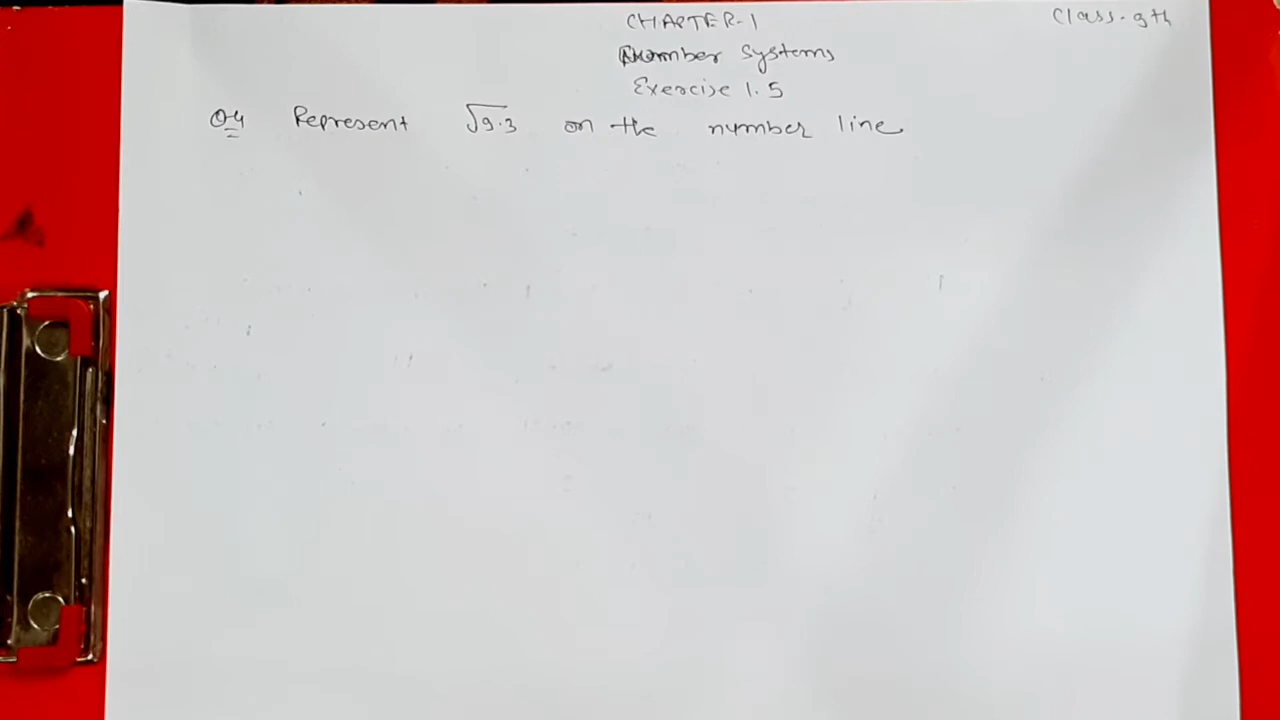 CHAPTER-1
Class-9th
Number Systems
Exercise 1.5
Q4 Represent √9.3 on the number line